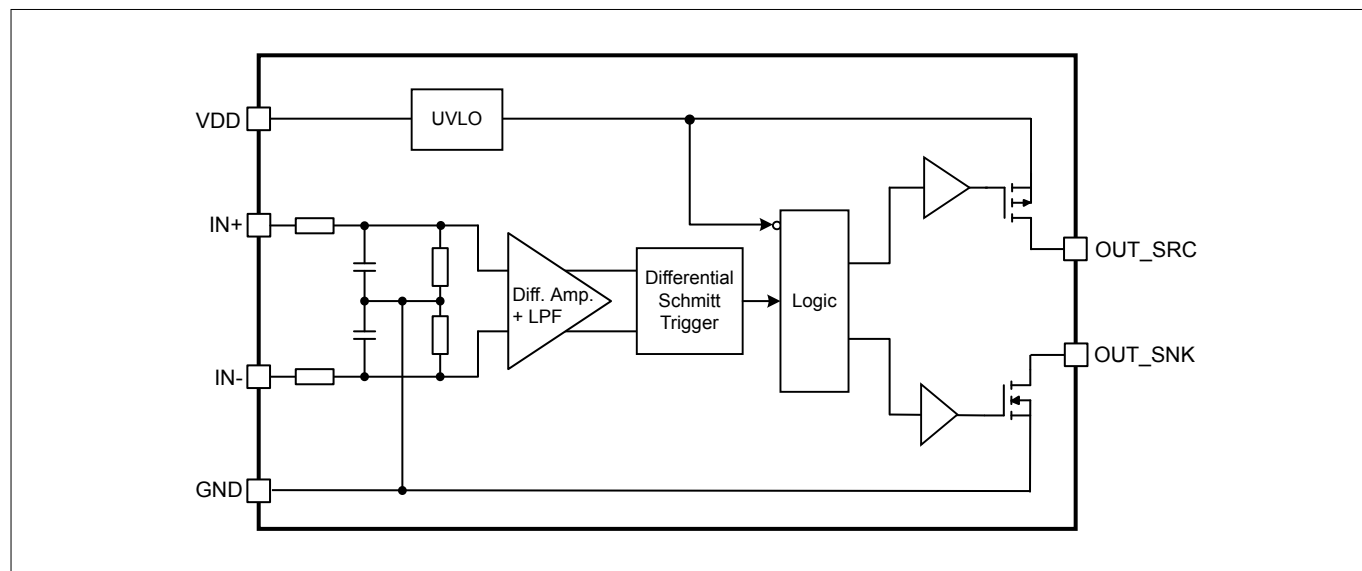 VDD
UVLO
IN+
Diff. Amp.
+ LPF
Differential
Schmitt
Trigger
Logic
OUT_SRC
IN-
OUT_SNK
GND